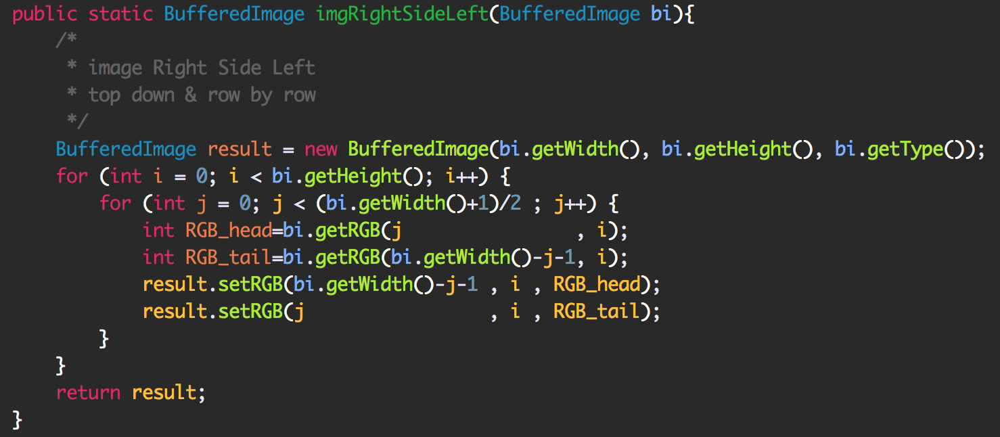 public static BufferedImage imgRightSideLeft(BufferedImage bi){
    /*
     * image Right Side Left
     * top down & row by row
     */
    BufferedImage result = new BufferedImage(bi.getWidth(), bi.getHeight(), bi.getType());
    for (int i = 0; i < bi.getHeight(); i++) {
        for (int j = 0; j < (bi.getWidth()+1)/2 ; j++) {
            int RGB_head=bi.getRGB(j                , i);
            int RGB_tail=bi.getRGB(bi.getWidth()-j-1, i);
            result.setRGB(bi.getWidth()-j-1 , i , RGB_head);
            result.setRGB(j                 , i , RGB_tail);
        }
    }
    return result;
}